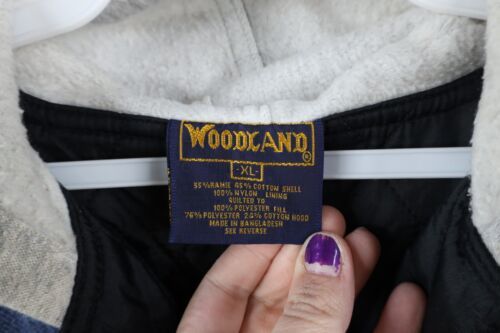 WOODLAND®
-XL-
55% RAMIE 45% COTTON SHELL
100% NYLON LINING
QUILTED TO
100% POLYESTER FILL
76% POLYESTER 24% COTTON HOOD
MADE IN BANGLADESH
SEE REVERSE